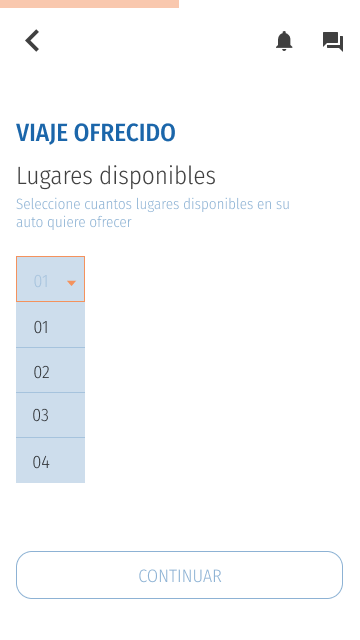 VIAJE OFRECIDO
Lugares disponibles
Seleccione cuantos lugares disponibles en su
auto quiere ofrecer
01
01
02
03
04
CONTINUAR